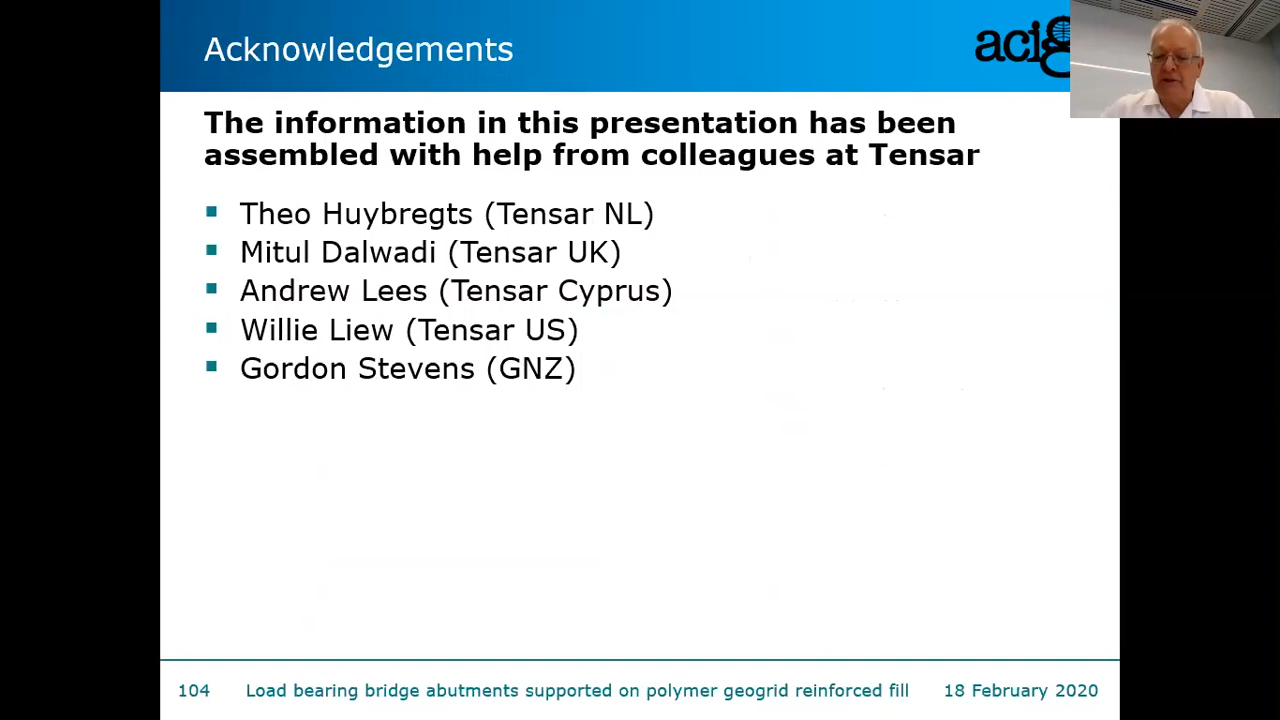 Acknowledgements
acig
The information in this presentation has been
assembled with help from colleagues at Tensar
Theo Huybregts (Tensar NL)
Mitul Dalwadi (Tensar UK)
Andrew Lees (Tensar Cyprus)
Willie Liew (Tensar US)
Gordon Stevens (GNZ)
104 Load bearing bridge abutments supported on polymer geogrid reinforced fill 18 February 2020